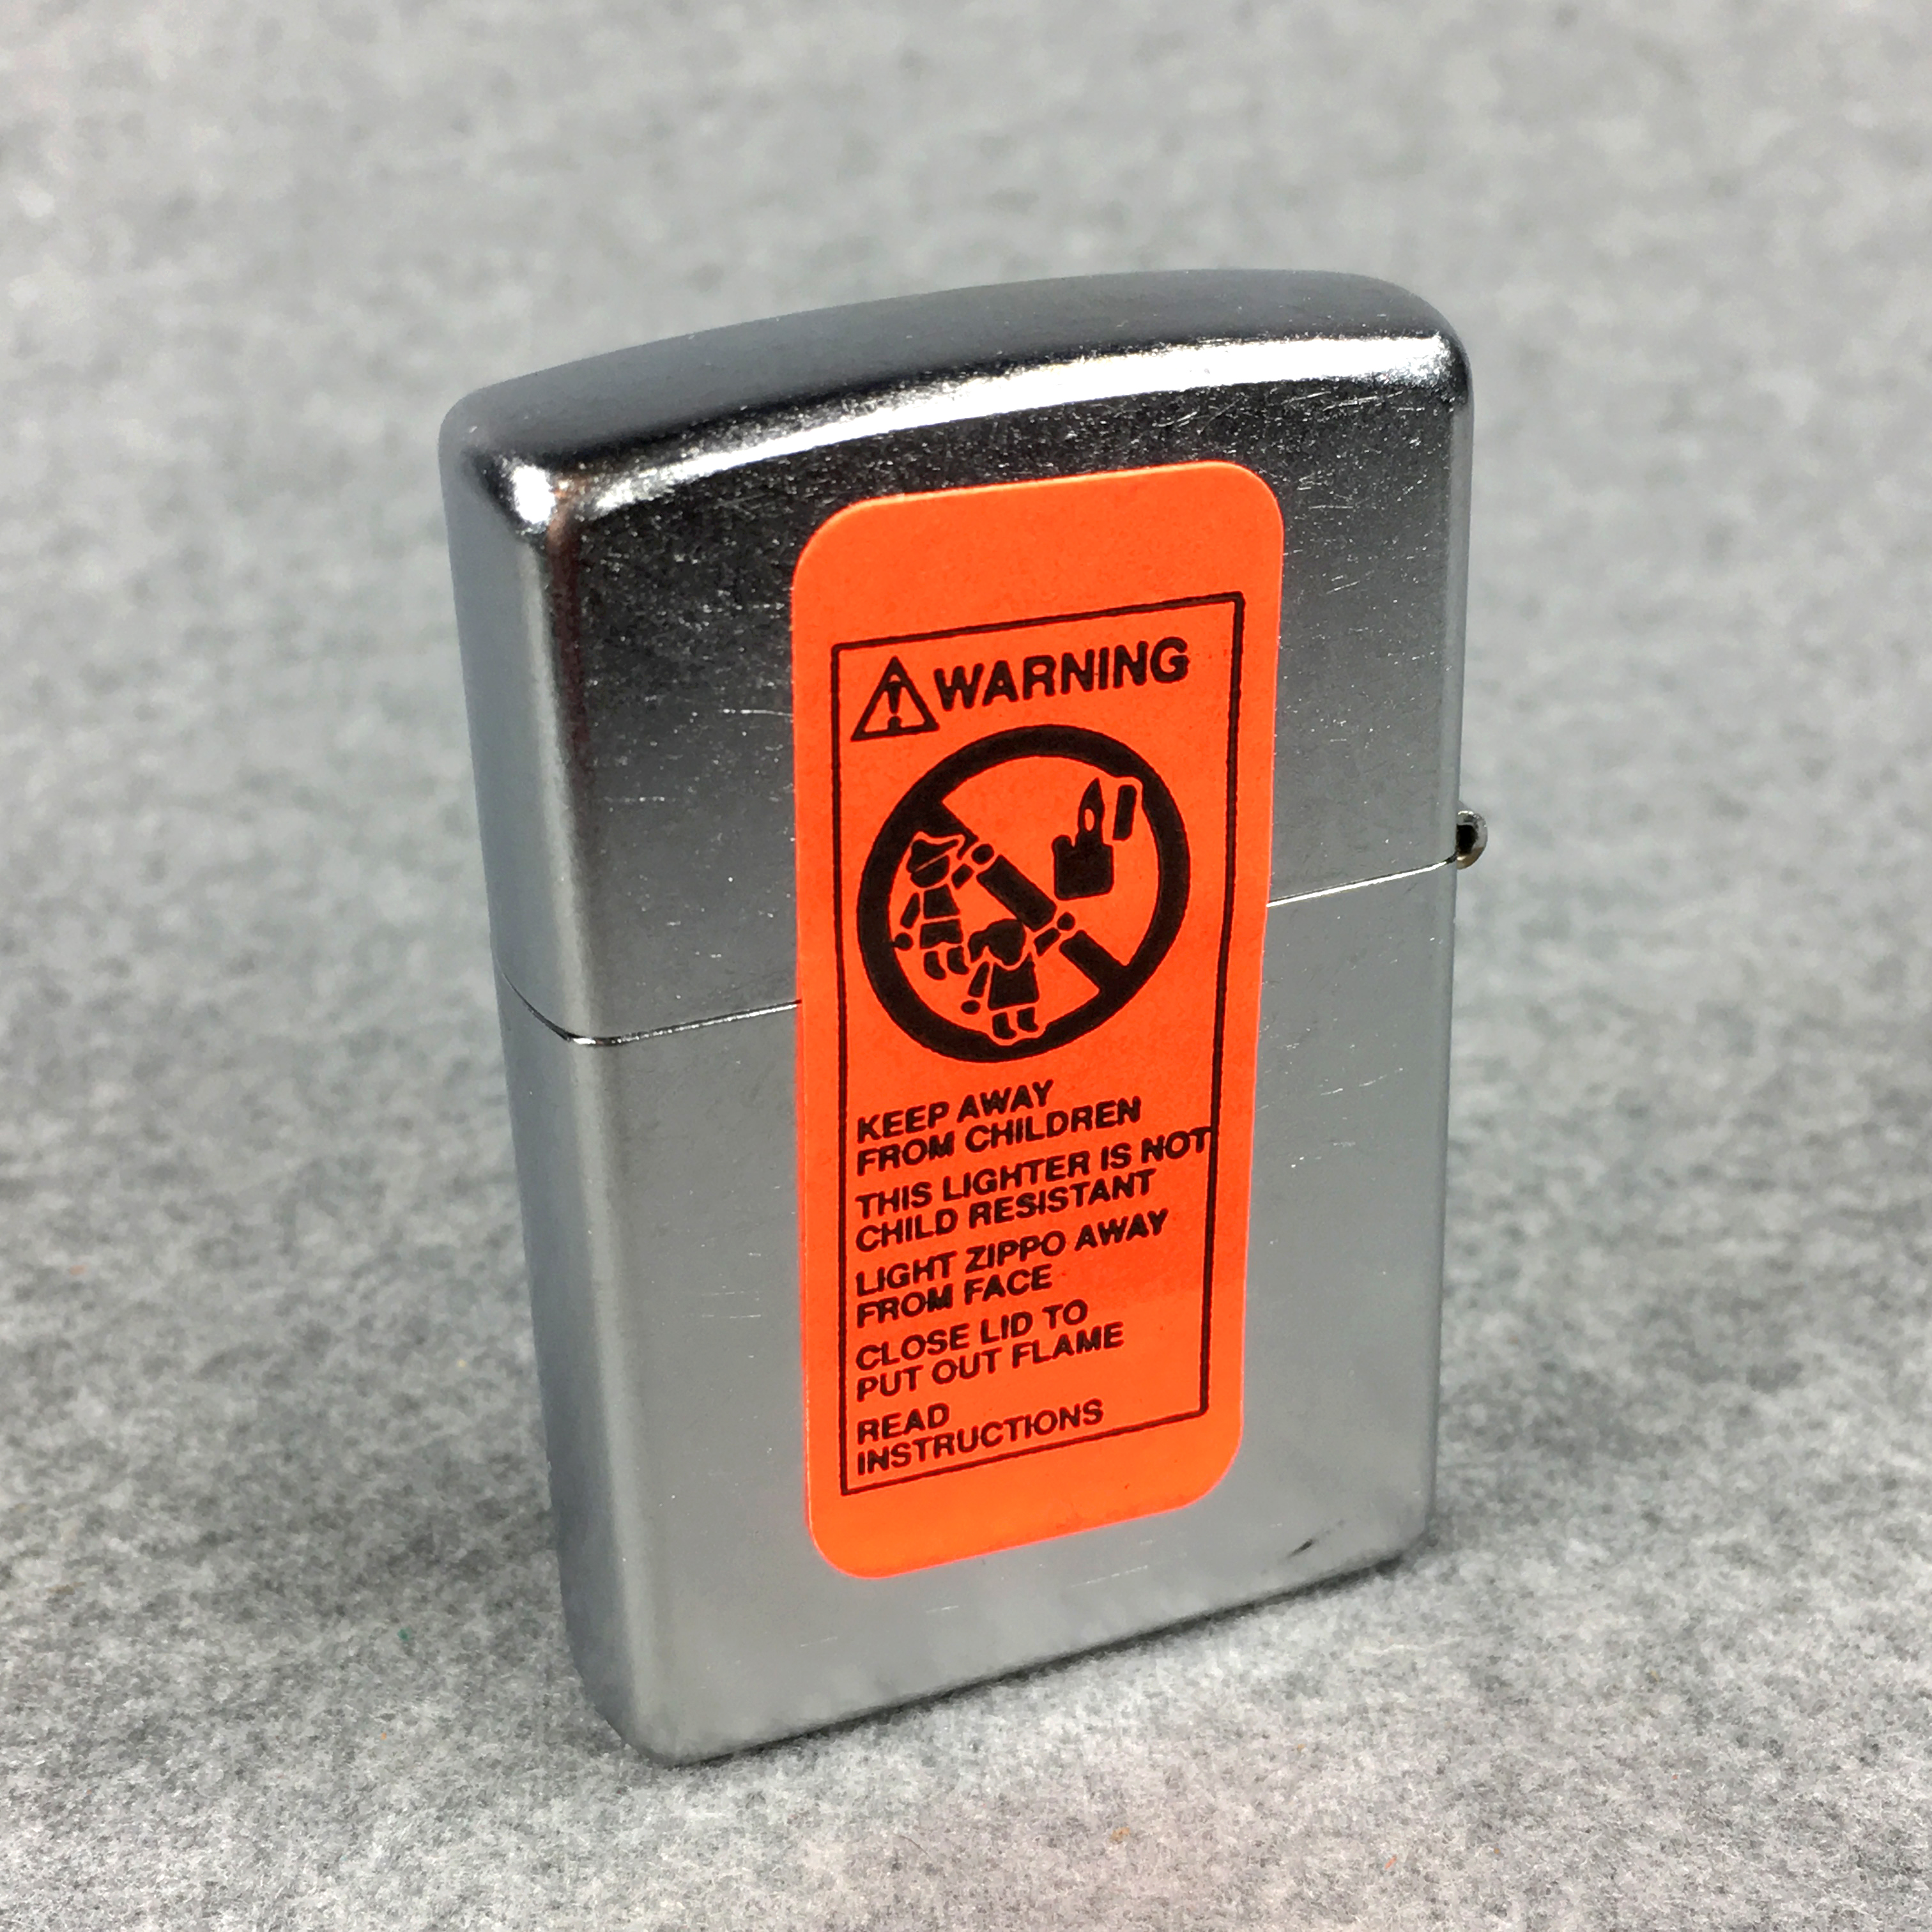 WARNING
KEEP AWAY
FROM CHILDREN
THIS LIGHTER IS NOT
CHILD RESISTANT
LIGHT ZIPPO AWAY
FROM FACE
CLOSE LID TO
PUT OUT FLAME
READ
INSTRUCTIONS